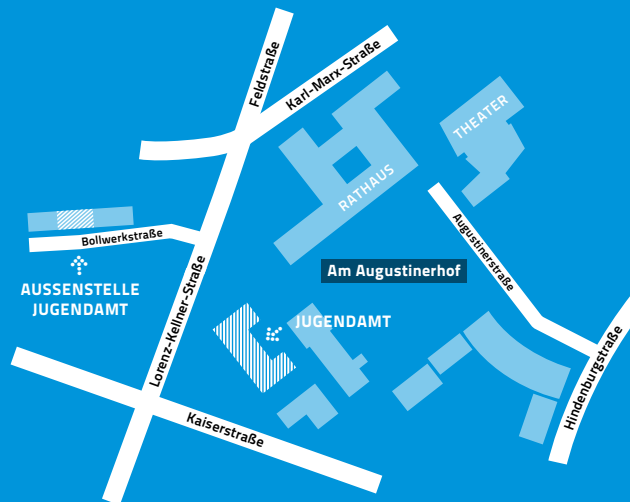 Feldstraße
Karl-Marx-Straße
THEATER
RATHAUS
Bollwerkstraße
Augustinerstraße
AUSSENSTELLE
JUGENDAMT
Am Augustinerhof
Lorenz-Kellner-Straße
JUGENDAMT
Hindenburgstraße
Kaiserstraße